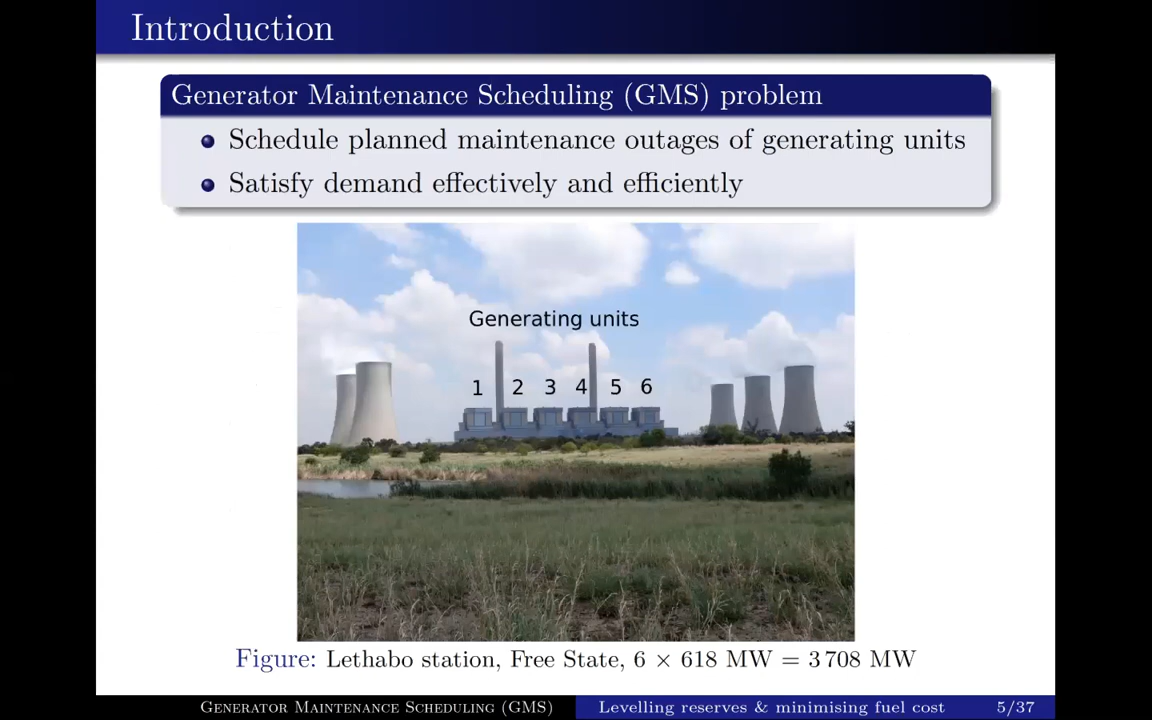 Introduction
Generator Maintenance Scheduling (GMS) problem
Schedule planned maintenance outages of generating units
Satisfy demand effectively and efficiently
Generating units
1 2 3 4 5 6
Figure: Lethabo station, Free State, 6 × 618 MW = 3 708 MW
Generator Maintenance Scheduling (GMS) Levelling reserves & minimising fuel cost 5/37